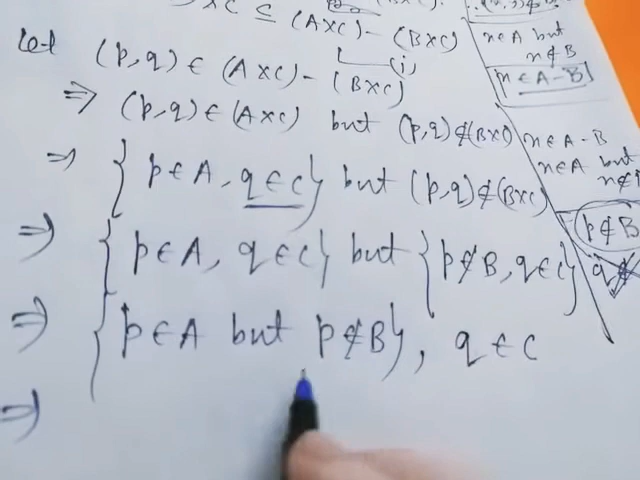 ×C ⊆ (A×C) - (B×C)
(i)
Let (p,q) ∈ (A×C) - (B×C)
⇒ (p,q) ∈ (A×C) but (p,q) ∉ (B×C)
⇒ {p∈A, q∈C} but (p,q) ∉ (B×C)
⇒ {p∈A, q∈C} but {p∉B, q∈C}
⇒ {p∈A but p∉B}, q∈C
⇒
x∈A but
x∉B
x∈A-B
x∈A-B
x∈A but
p∉B